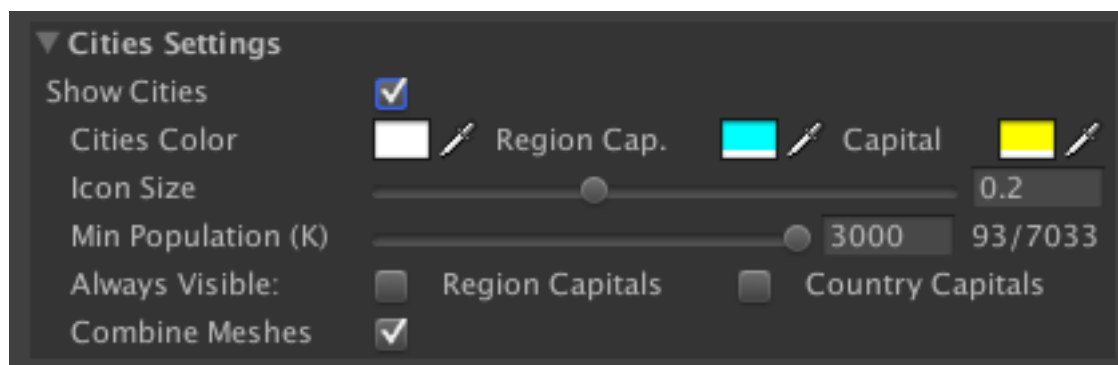 Cities Settings
Show Cities
Cities Color Region Cap. Capital
Icon Size 0.2
Min Population (K) 3000 93/7033
Always Visible: Region Capitals Country Capitals
Combine Meshes